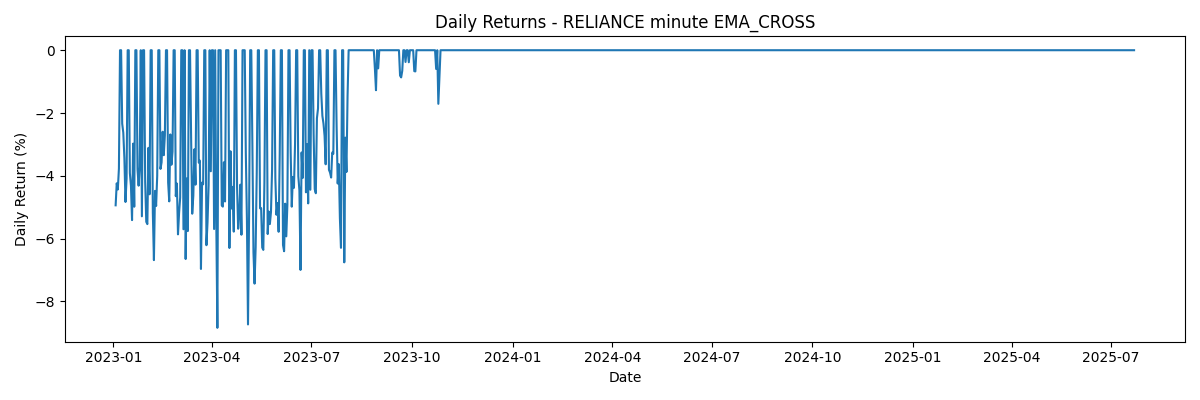 Daily Returns - RELIANCE minute EMA_CROSS
Daily Return (%)
0
−2
−4
−6
−8
2023-01 2023-04 2023-07 2023-10 2024-01 2024-04 2024-07 2024-10 2025-01 2025-04 2025-07
Date